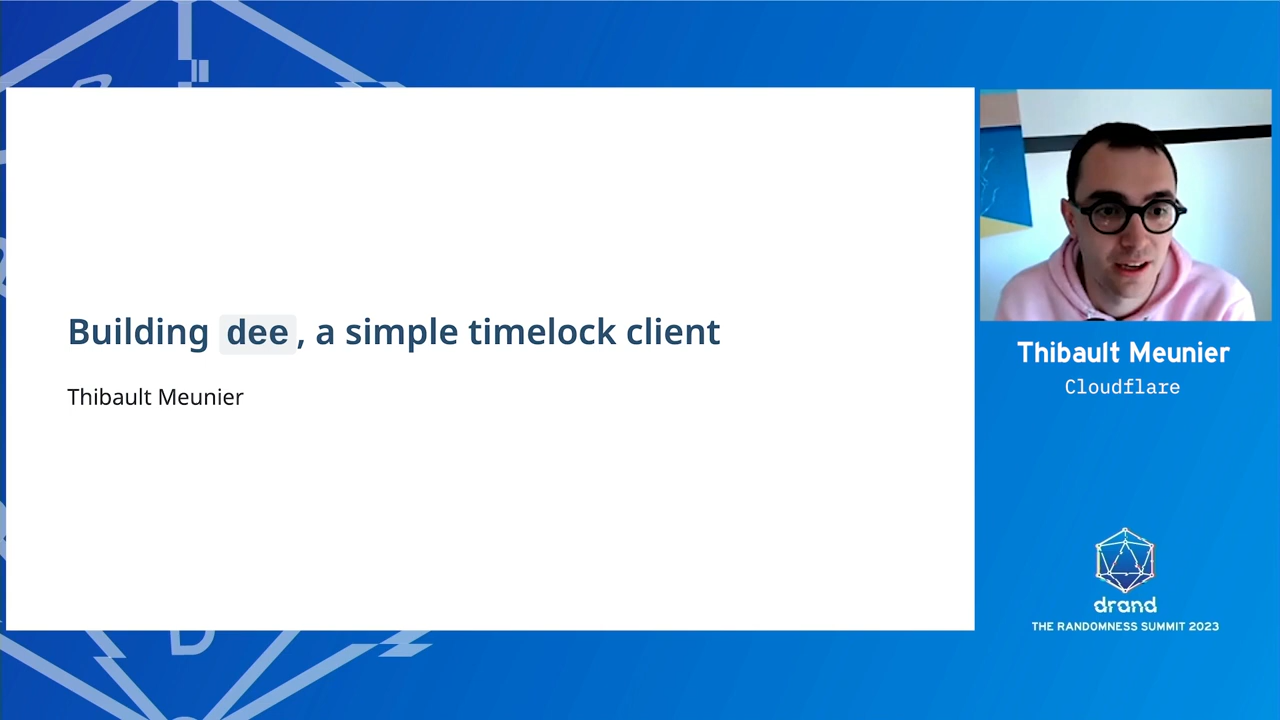 Building dee, a simple timelock client
Thibault Meunier
Thibault Meunier
Cloudflare
drand
THE RANDOMNESS SUMMIT 2023